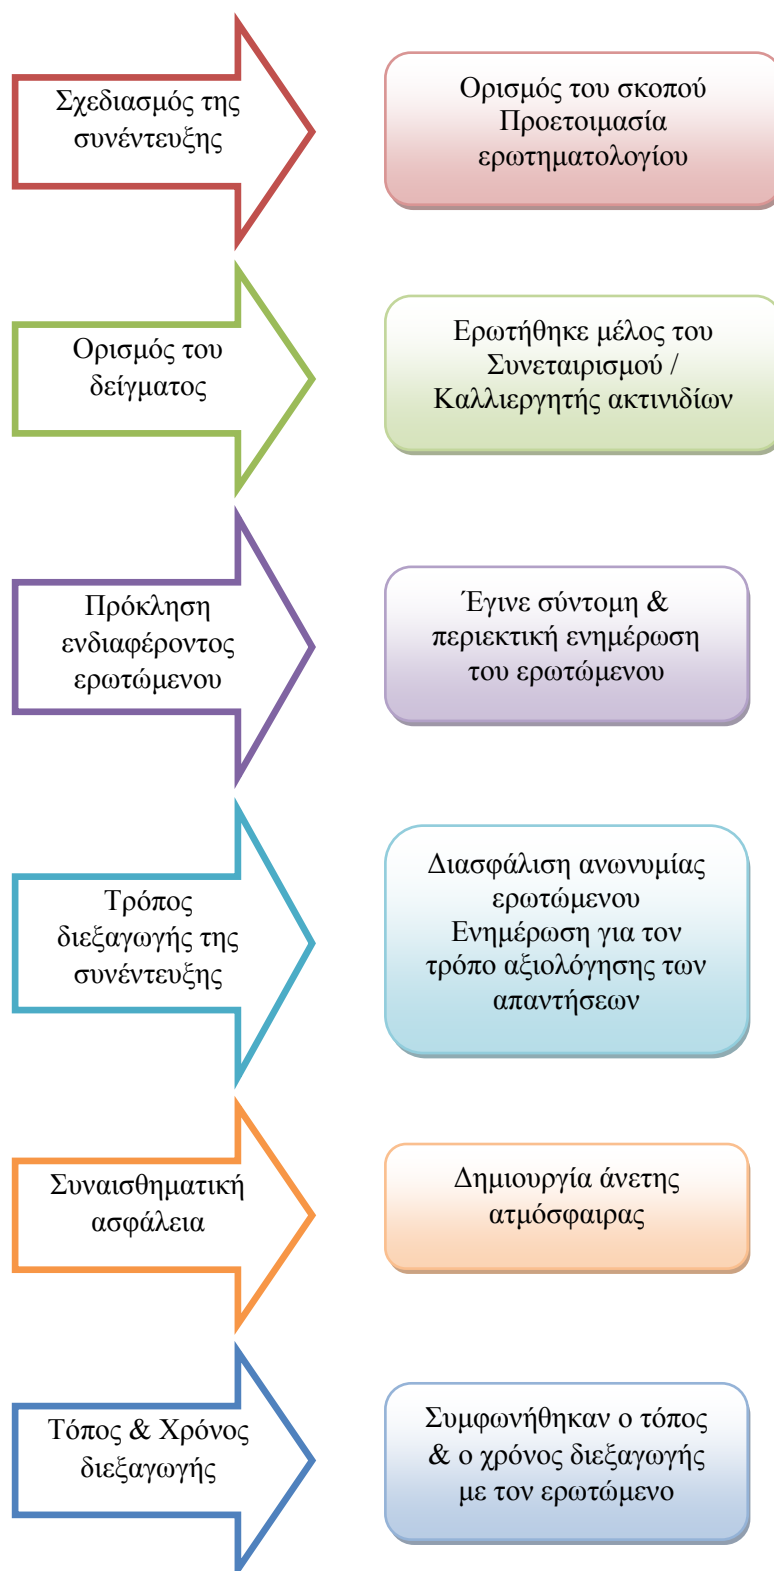 Σχεδιασμός της
συνέντευξης
Ορισμός του σκοπού
Προετοιμασία
ερωτηματολογίου
Ορισμός του
δείγματος
Ερωτήθηκε μέλος του
Συνεταιρισμού /
Καλλιεργητής ακτινιδίων
Πρόκληση
ενδιαφέροντος
ερωτώμενου
Έγινε σύντομη &
περιεκτική ενημέρωση
του ερωτώμενου
Τρόπος
διεξαγωγής της
συνέντευξης
Διασφάλιση ανωνυμίας
ερωτώμενου
Ενημέρωση για τον
τρόπο αξιολόγησης των
απαντήσεων
Συναισθηματική
ασφάλεια
Δημιουργία άνετης
ατμόσφαιρας
Τόπος & Χρόνος
διεξαγωγής
Συμφωνήθηκαν ο τόπος
& ο χρόνος διεξαγωγής
με τον ερωτώμενο